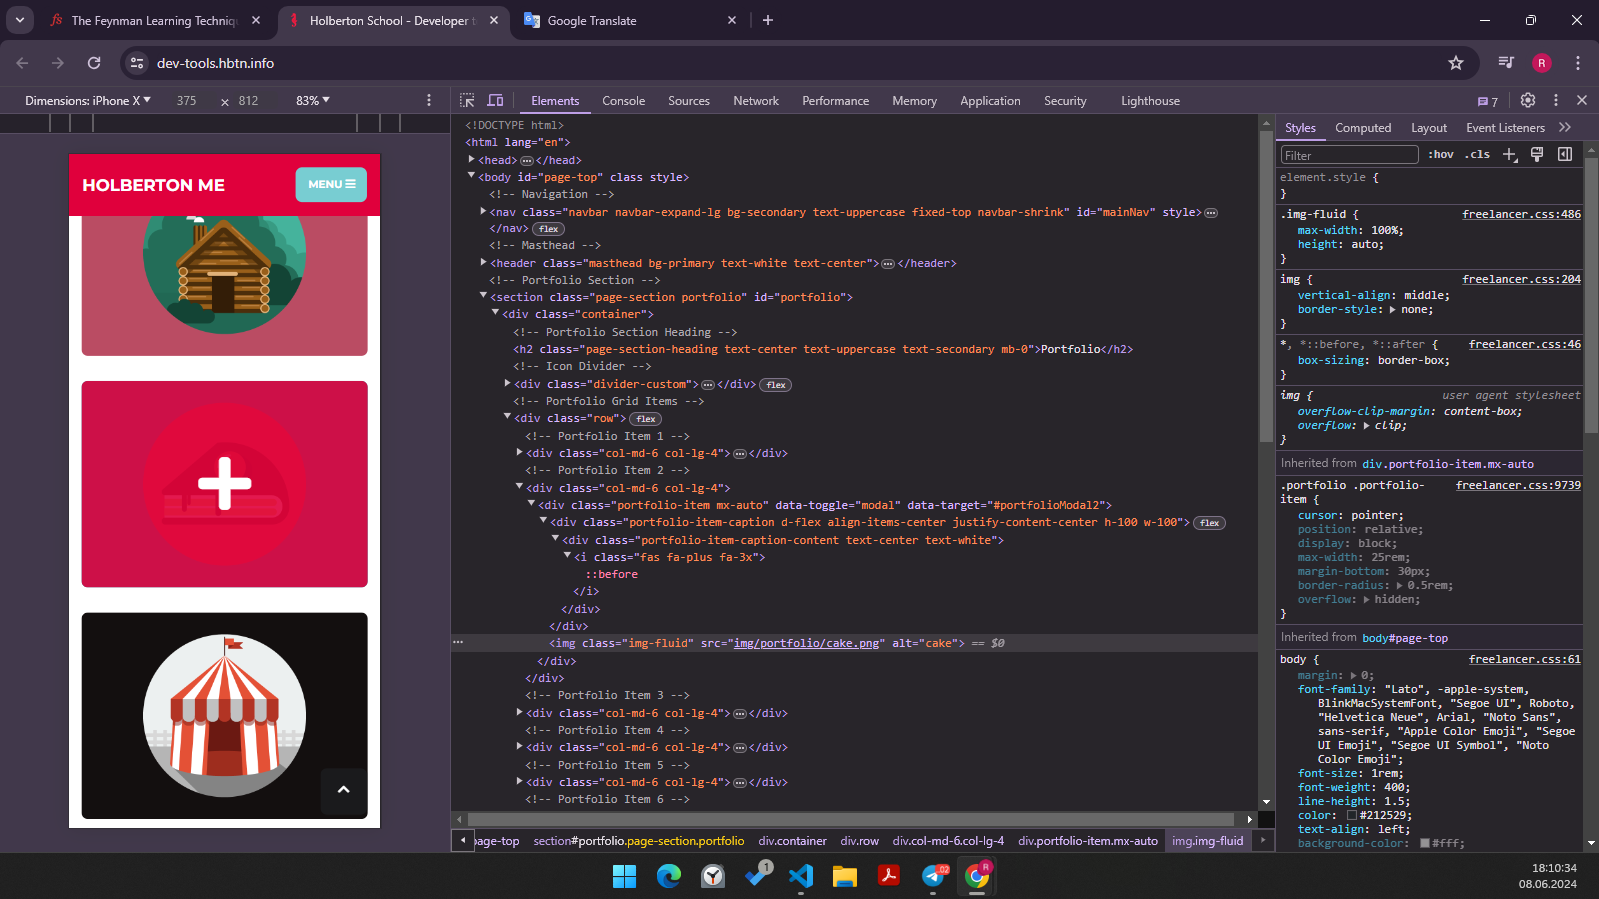 The Feynman Learning Techniqu
Holberton School - Developer t
Google Translate
dev-tools.hbtn.info
R
Dimensions: iPhone X
375 x 812
83%
Elements
Console
Sources
Network
Performance
Memory
Application
Security
Lighthouse
7
HOLBERTON ME
MENU
<!DOCTYPE html>
<html lang="en">
<head> … </head>
<body id="page-top" class style>
<!-- Navigation -->
<nav class="navbar navbar-expand-lg bg-secondary text-uppercase fixed-top navbar-shrink" id="mainNav" style> …
</nav> flex
<!-- Masthead -->
<header class="masthead bg-primary text-white text-center"> … </header>
<!-- Portfolio Section -->
<section class="page-section portfolio" id="portfolio">
<div class="container">
<!-- Portfolio Section Heading -->
<h2 class="page-section-heading text-center text-uppercase text-secondary mb-0">Portfolio</h2>
<!-- Icon Divider -->
<div class="divider-custom"> … </div> flex
<!-- Portfolio Grid Items -->
<div class="row"> flex
<!-- Portfolio Item 1 -->
<div class="col-md-6 col-lg-4"> … </div>
<!-- Portfolio Item 2 -->
<div class="col-md-6 col-lg-4">
<div class="portfolio-item mx-auto" data-toggle="modal" data-target="#portfolioModal2">
<div class="portfolio-item-caption d-flex align-items-center justify-content-center h-100 w-100"> flex
<div class="portfolio-item-caption-content text-center text-white">
<i class="fas fa-plus fa-3x">
::before
</i>
</div>
</div>
… <img class="img-fluid" src="img/portfolio/cake.png" alt="cake"> == $0
</div>
</div>
<!-- Portfolio Item 3 -->
<div class="col-md-6 col-lg-4"> … </div>
<!-- Portfolio Item 4 -->
<div class="col-md-6 col-lg-4"> … </div>
<!-- Portfolio Item 5 -->
<div class="col-md-6 col-lg-4"> … </div>
<!-- Portfolio Item 6 -->
page-top
section#portfolio.page-section.portfolio
div.container
div.row
div.col-md-6.col-lg-4
div.portfolio-item.mx-auto
img.img-fluid
Styles
Computed
Layout
Event Listeners
Filter
:hov
.cls
element.style {
}
.img-fluid { freelancer.css:486
max-width: 100%;
height: auto;
}
img { freelancer.css:204
vertical-align: middle;
border-style: none;
}
*, *::before, *::after { freelancer.css:46
box-sizing: border-box;
}
img { user agent stylesheet
overflow-clip-margin: content-box;
overflow: clip;
}
Inherited from div.portfolio-item.mx-auto
.portfolio .portfolio- freelancer.css:9739
item {
cursor: pointer;
position: relative;
display: block;
max-width: 25rem;
margin-bottom: 30px;
border-radius: 0.5rem;
overflow: hidden;
}
Inherited from body#page-top
body { freelancer.css:61
margin: 0;
font-family: "Lato", -apple-system,
BlinkMacSystemFont, "Segoe UI", Roboto,
"Helvetica Neue", Arial, "Noto Sans",
sans-serif, "Apple Color Emoji", "Segoe
UI Emoji", "Segoe UI Symbol", "Noto
Color Emoji";
font-size: 1rem;
font-weight: 400;
line-height: 1.5;
color: #212529;
text-align: left;
background-color: #fff;
1
R
18:10:34
08.06.2024